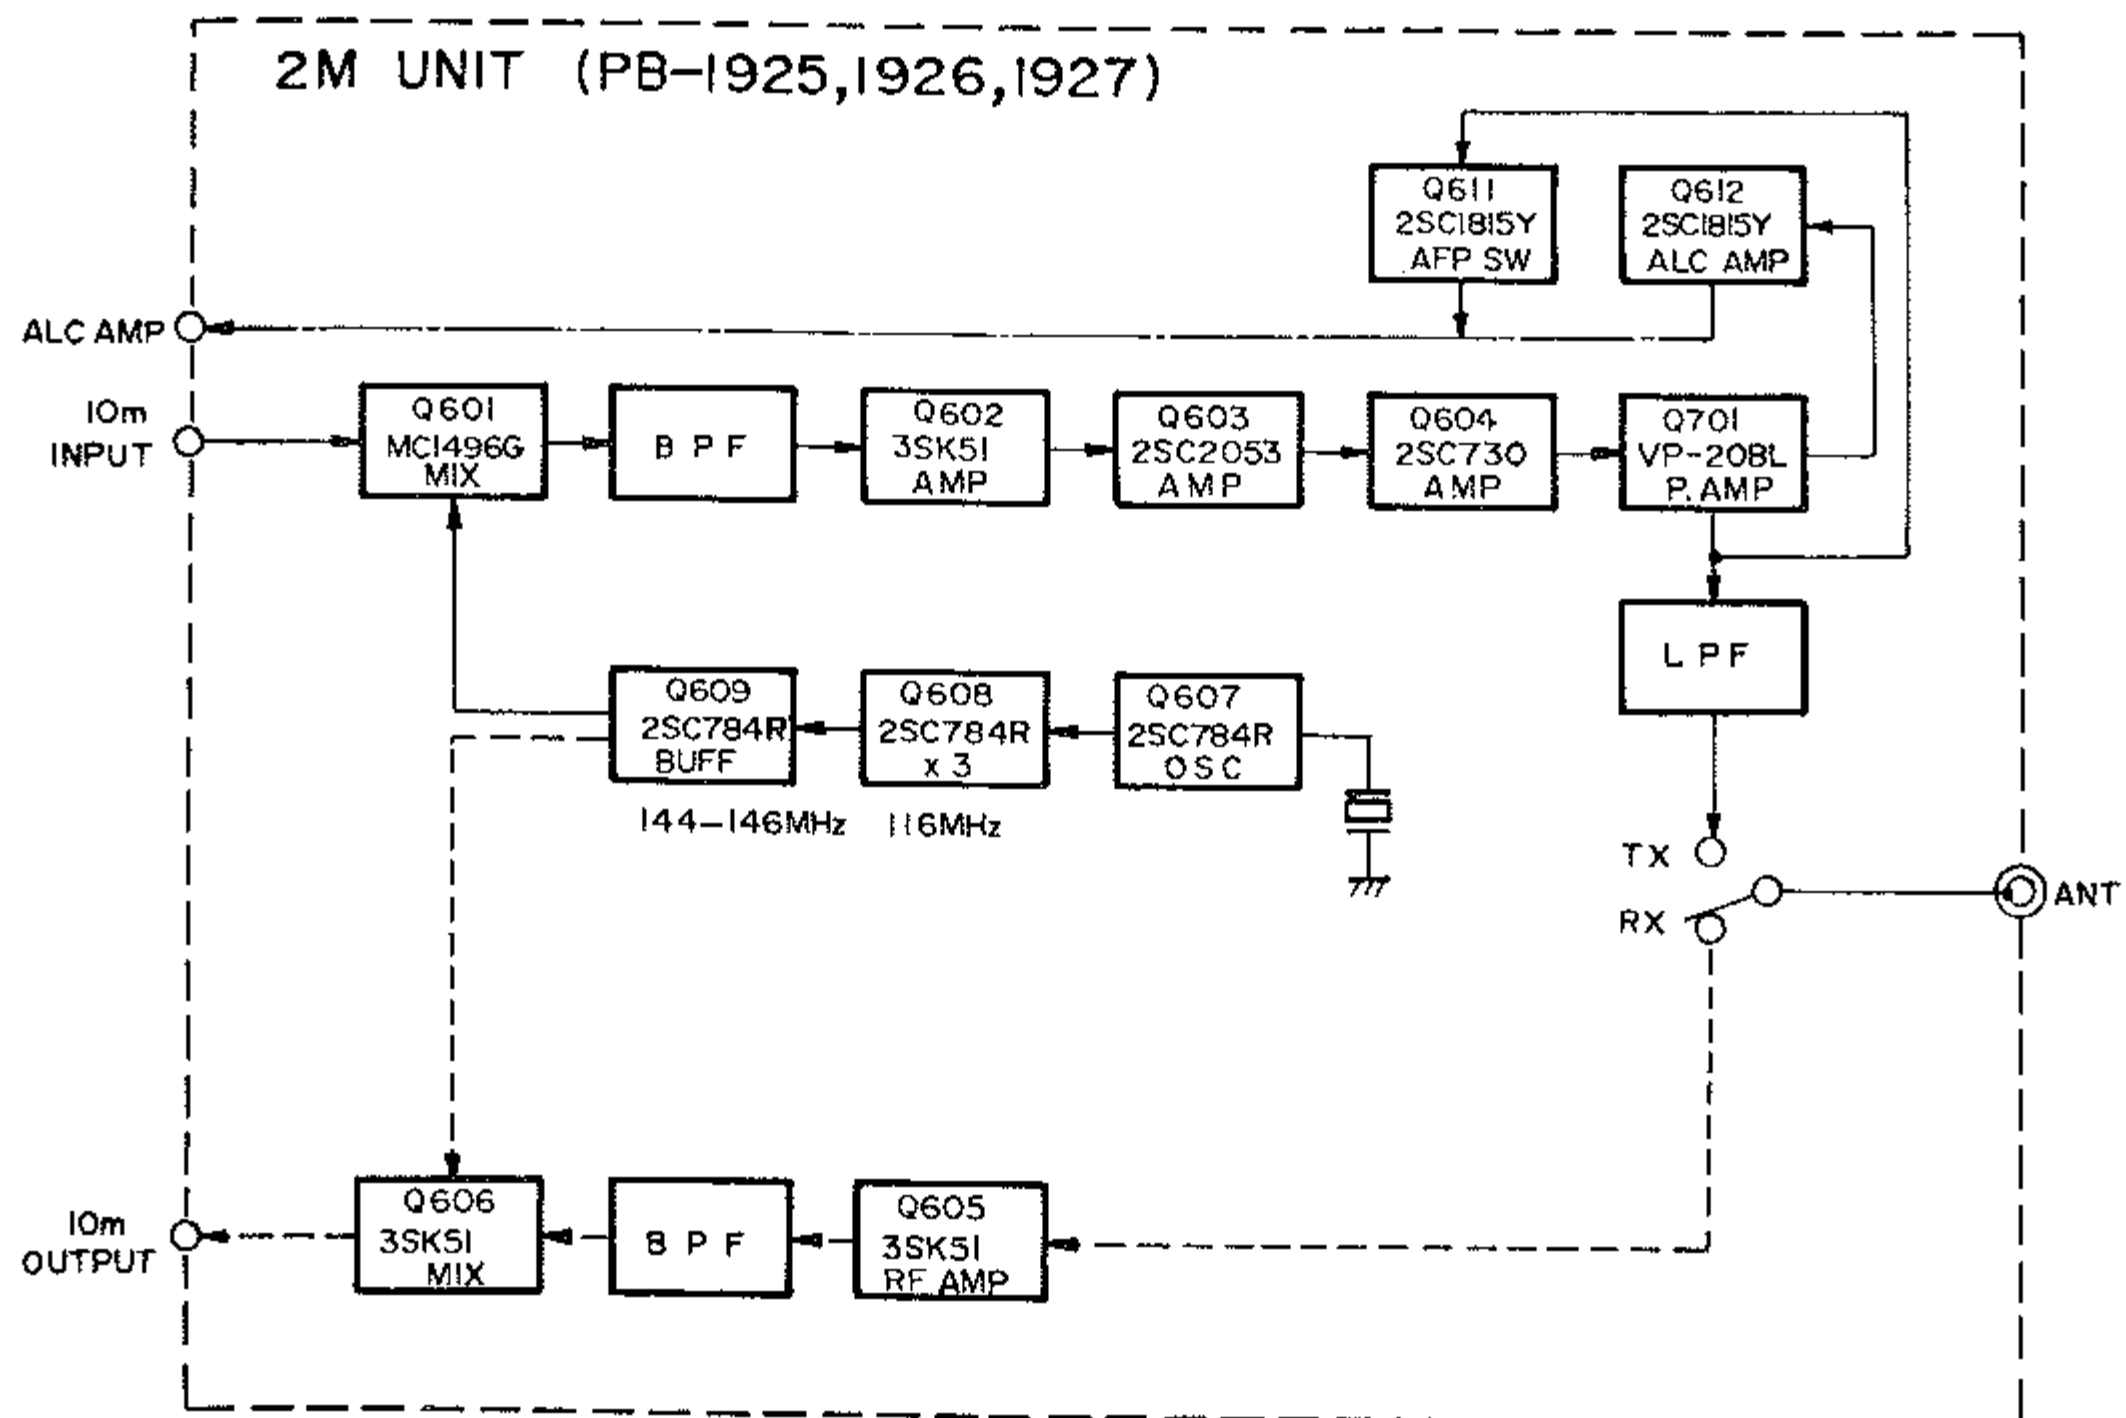 2M UNIT (PB-1925,1926,1927)
Q611
2SC1815Y
AFP SW
Q612
2SC1815Y
ALC AMP
ALC AMP
10m
INPUT
Q601
MC1496G
MIX
B P F
Q602
3SK51
AMP
Q603
2SC2053
AMP
Q604
2SC730
AMP
Q701
VP-208L
P. AMP
L P F
Q609
2SC784R
BUFF
Q608
2SC784R
x 3
Q607
2SC784R
OSC
144-146MHz
116MHz
TX
RX
ANT
10m
OUTPUT
Q606
3SK51
MIX
B P F
Q605
3SK51
RF AMP